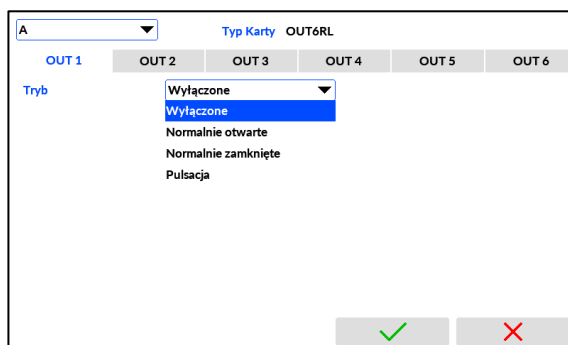 A Typ Karty OUT6RL
OUT 1 OUT 2 OUT 3 OUT 4 OUT 5 OUT 6
Tryb Wyłączone
Wyłączone
Normalnie otwarte
Normalnie zamknięte
Pulsacja